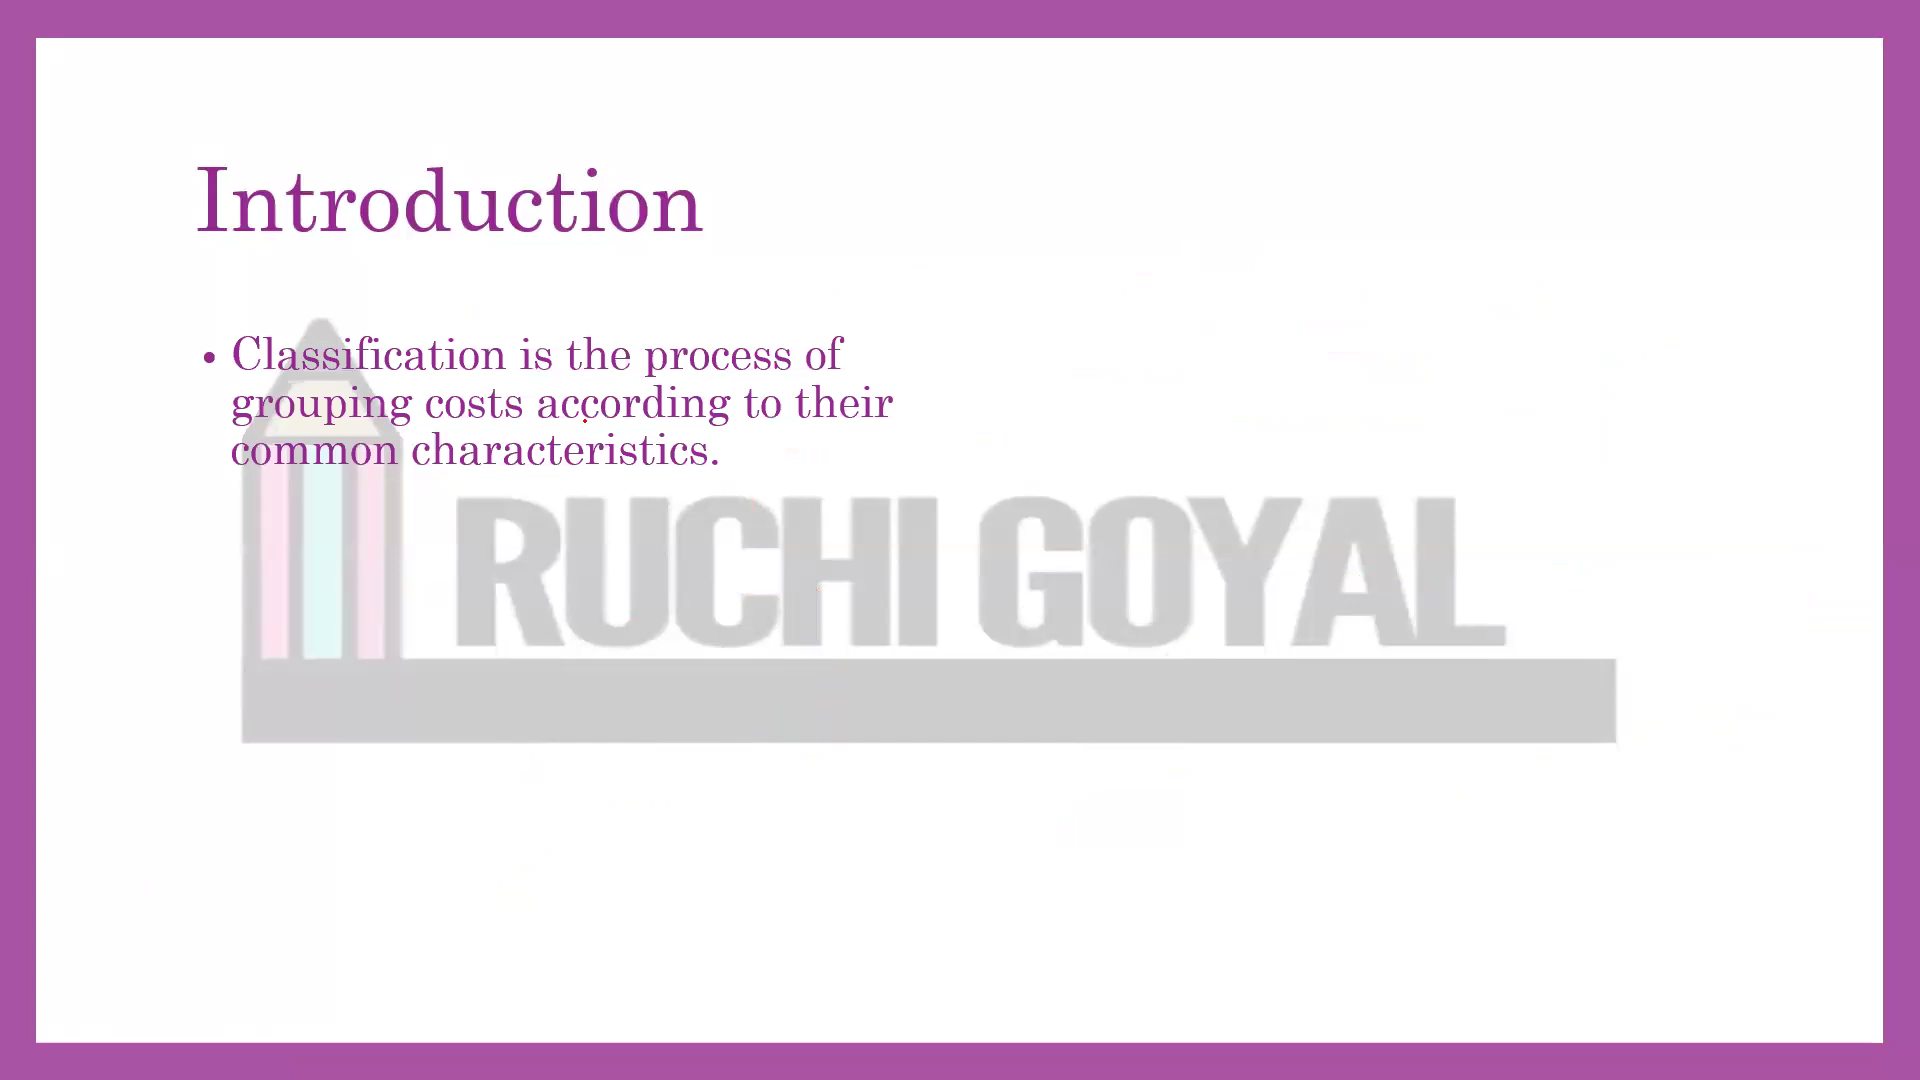 Introduction
• Classification is the process of
grouping costs according to their
common characteristics.
RUCHI GOYAL